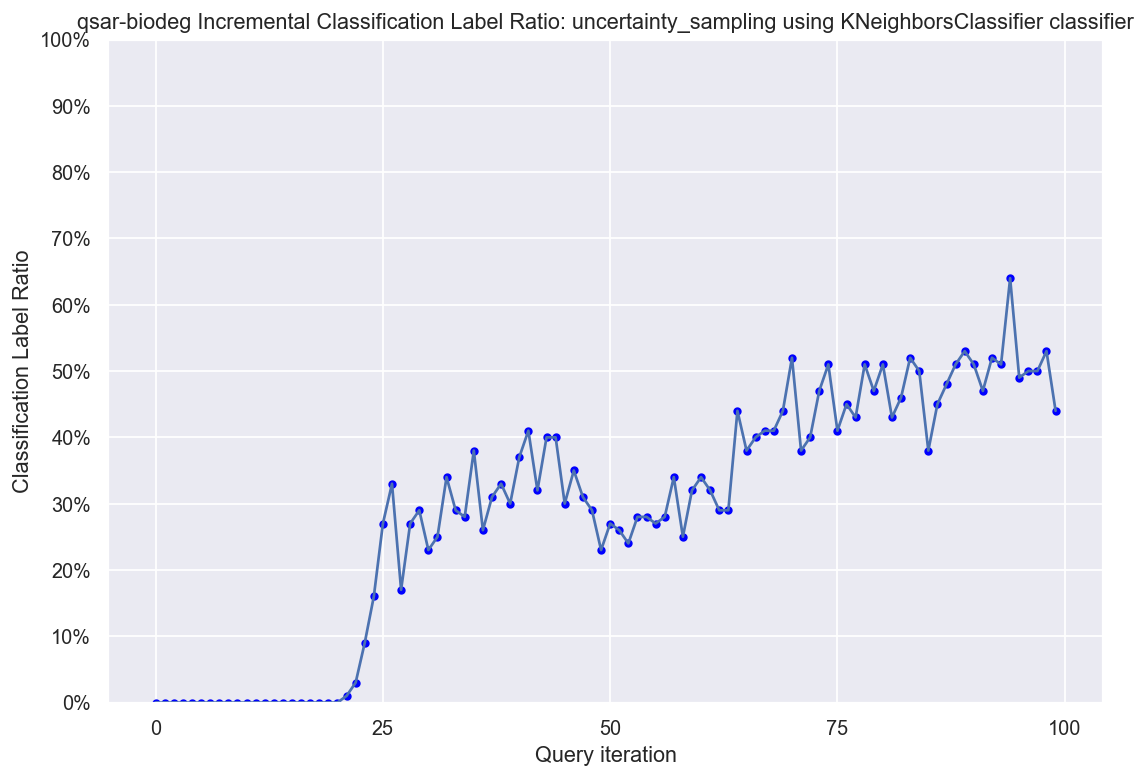 qsar-biodeg Incremental Classification Label Ratio: uncertainty_sampling using KNeighborsClassifier classifier
100%
90%
80%
70%
60%
50%
40%
30%
20%
10%
0%
Classification Label Ratio
0 25 50 75 100
Query iteration